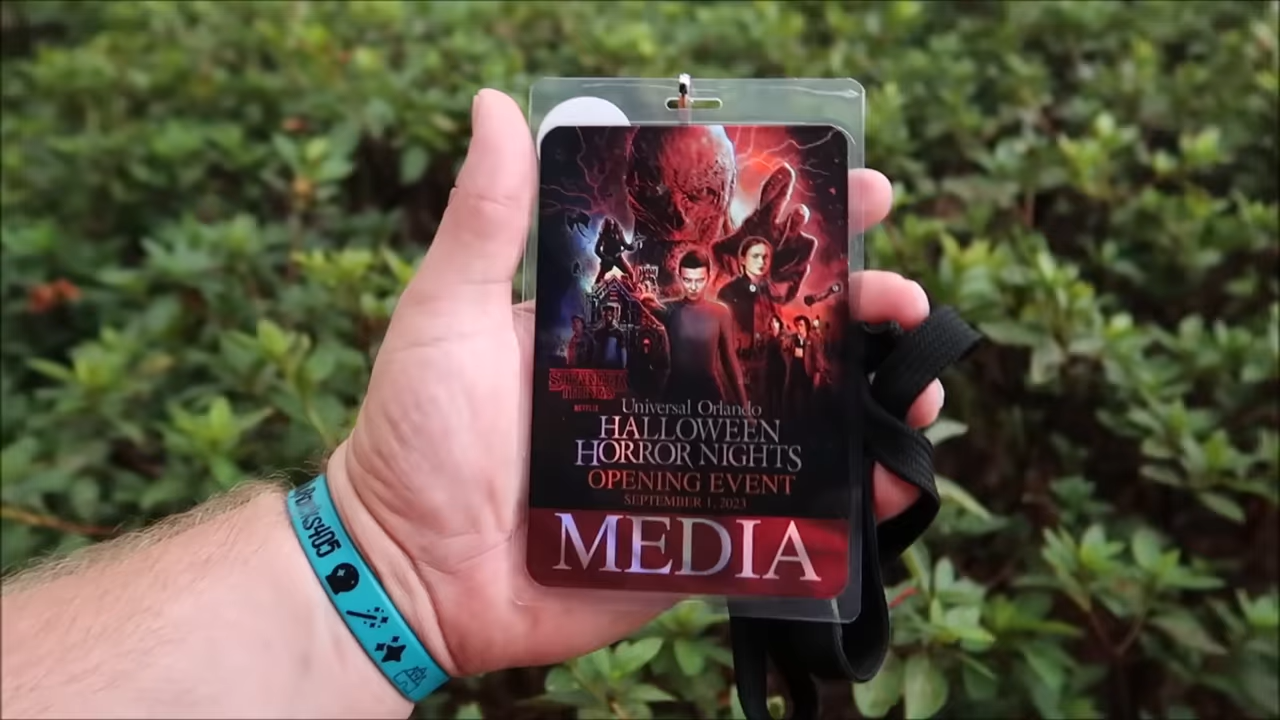 STRANGER
THINGS
NETFLIX
Universal Orlando
HALLOWEEN
HORROR NIGHTS
OPENING EVENT
SEPTEMBER 1, 2023
MEDIA